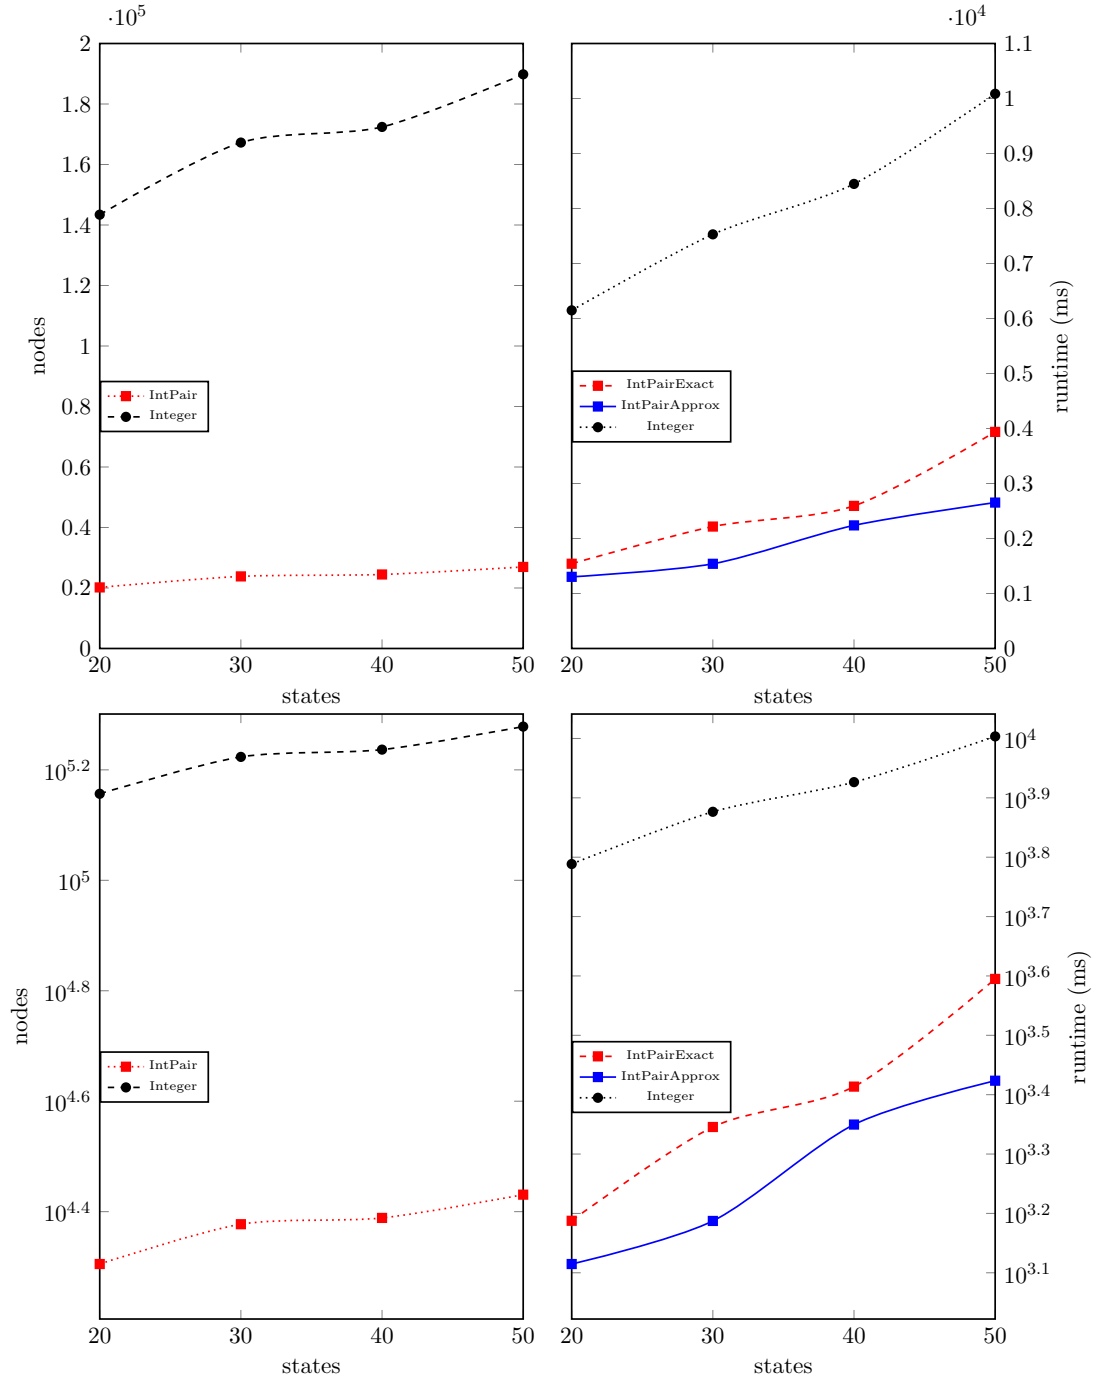 ·10^5
2
1.8
1.6
1.4
1.2
1
0.8
0.6
0.4
0.2
0
nodes
IntPair
Integer
20 30 40 50
states
·10^4
1.1
1
0.9
0.8
0.7
0.6
0.5
0.4
0.3
0.2
0.1
0
runtime (ms)
IntPairExact
IntPairApprox
Integer
20 30 40 50
states
10^5.2
10^5
10^4.8
10^4.6
10^4.4
nodes
IntPair
Integer
20 30 40 50
states
10^4
10^3.9
10^3.8
10^3.7
10^3.6
10^3.5
10^3.4
10^3.3
10^3.2
10^3.1
runtime (ms)
IntPairExact
IntPairApprox
Integer
20 30 40 50
states